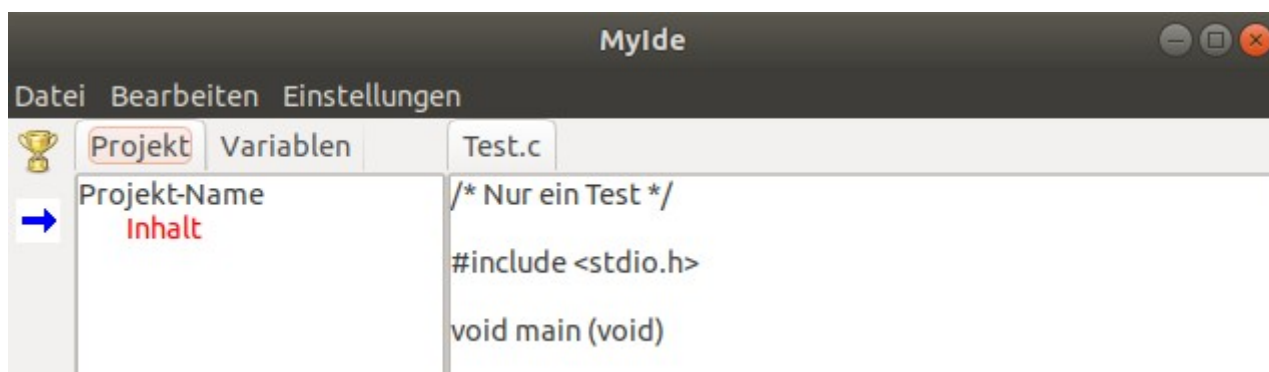 MyIde
Datei Bearbeiten Einstellungen
Projekt Variablen
Test.c
Projekt-Name
Inhalt
/* Nur ein Test */
#include <stdio.h>
void main (void)